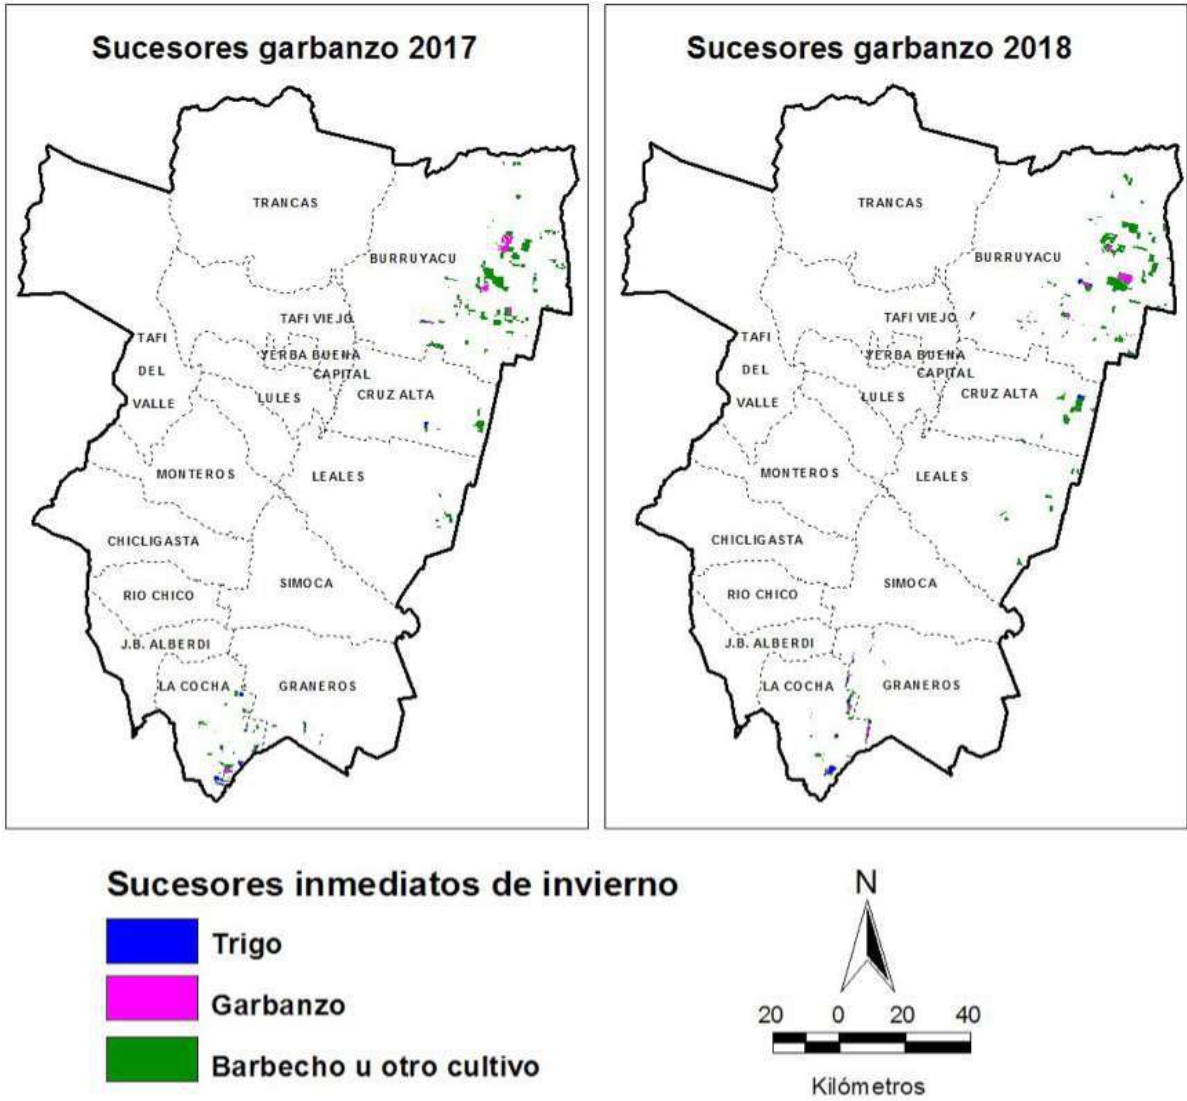 Sucesores garbanzo 2017
TRANCAS
BURRUYACU
TAFI VIEJO
TAFI
DEL
VALLE
YERBA BUENA
CAPITAL
LULES
CRUZ ALTA
MONTEROS
LEALES
CHICLIGASTA
SIMOCA
RIO CHICO
J.B. ALBERDI
LA COCHA
GRANEROS
Sucesores garbanzo 2018
TRANCAS
BURRUYACU
TAFI VIEJO
TAFI
DEL
VALLE
YERBA BUENA
CAPITAL
LULES
CRUZ ALTA
MONTEROS
LEALES
CHICLIGASTA
SIMOCA
RIO CHICO
J.B. ALBERDI
LA COCHA
GRANEROS
Sucesores inmediatos de invierno
Trigo
Garbanzo
Barbecho u otro cultivo
N
20 0 20 40
Kilómetros